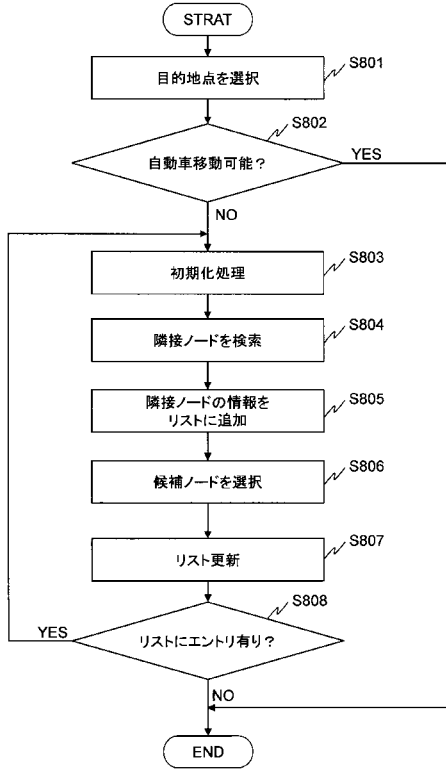 STRAT
目的地点を選択
S801
自動車移動可能?
S802
YES
NO
初期化処理
S803
隣接ノードを検索
S804
隣接ノードの情報を
リストに追加
S805
候補ノードを選択
S806
リスト更新
S807
リストにエントリ有り?
S808
YES
NO
END